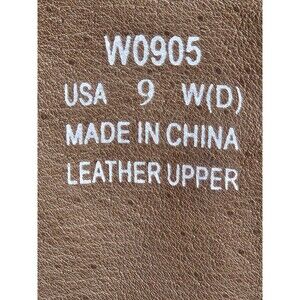 W0905
USA 9 W(D)
MADE IN CHINA
LEATHER UPPER